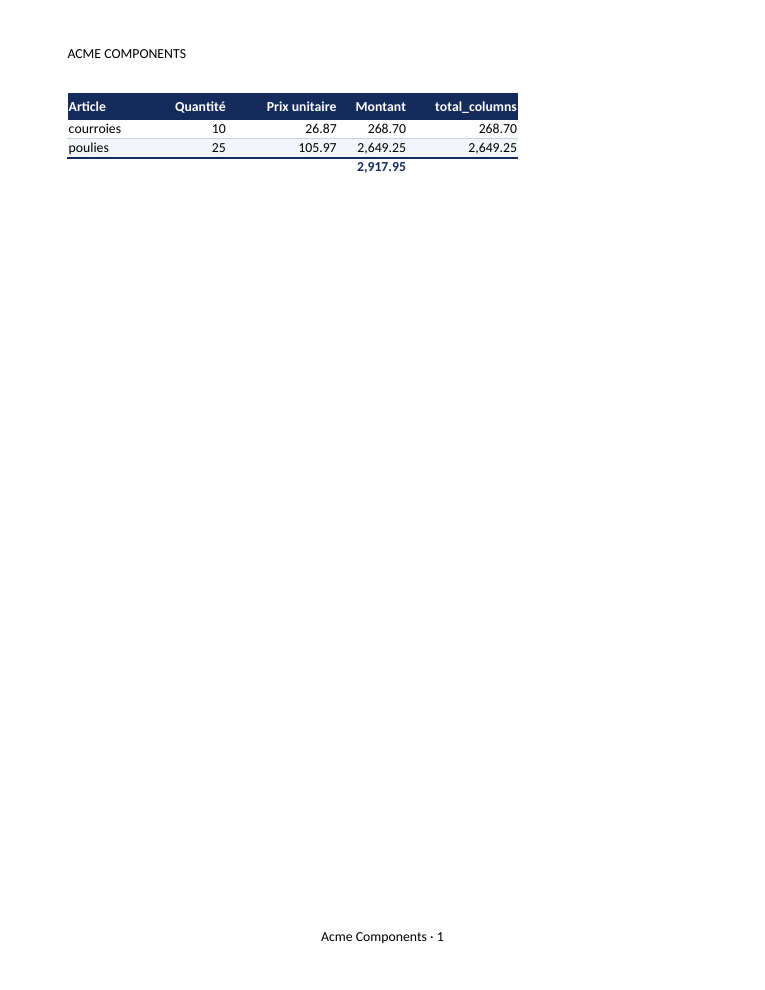 ACME COMPONENTS
Article Quantité Prix unitaire Montant total_columns
courroies 10 26.87 268.70 268.70
poulies 25 105.97 2,649.25 2,649.25
2,917.95
Acme Components · 1